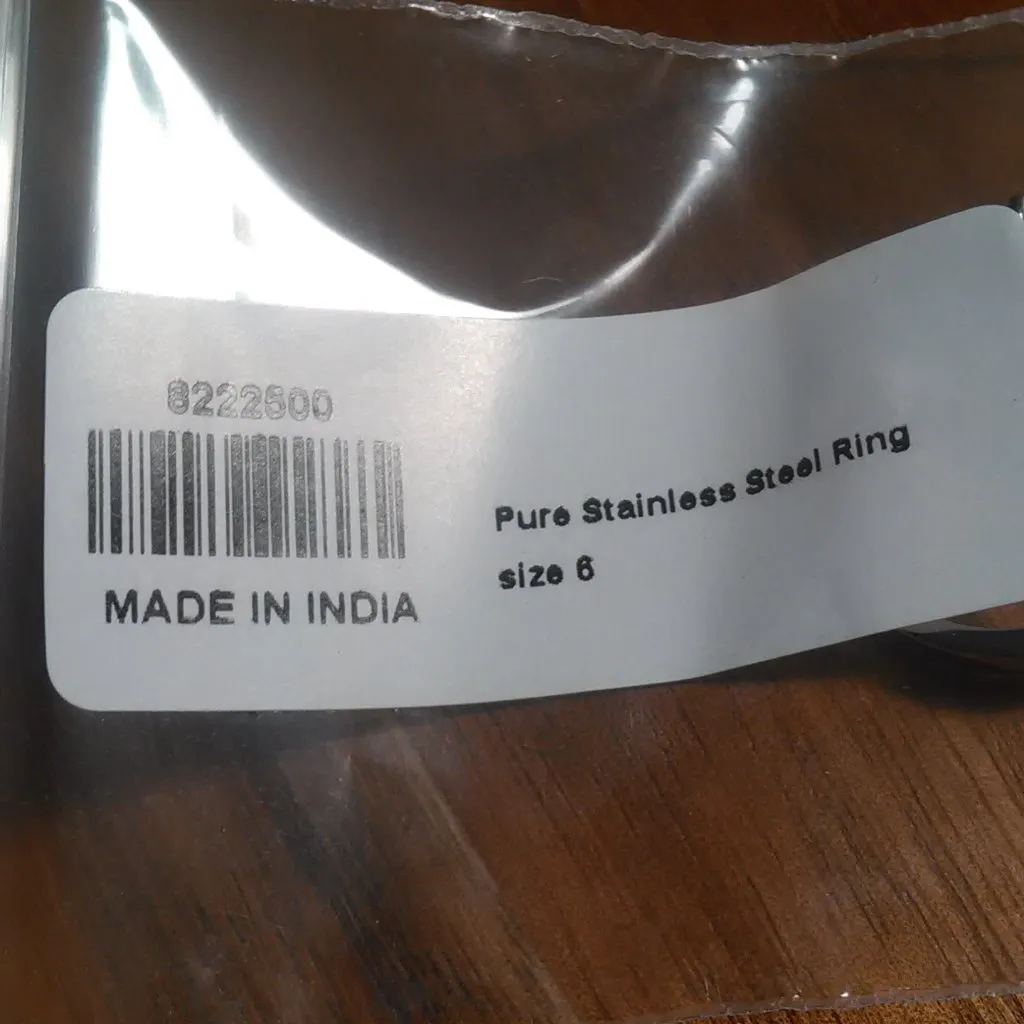 8222500
MADE IN INDIA
Pure Stainless Steel Ring
size 6